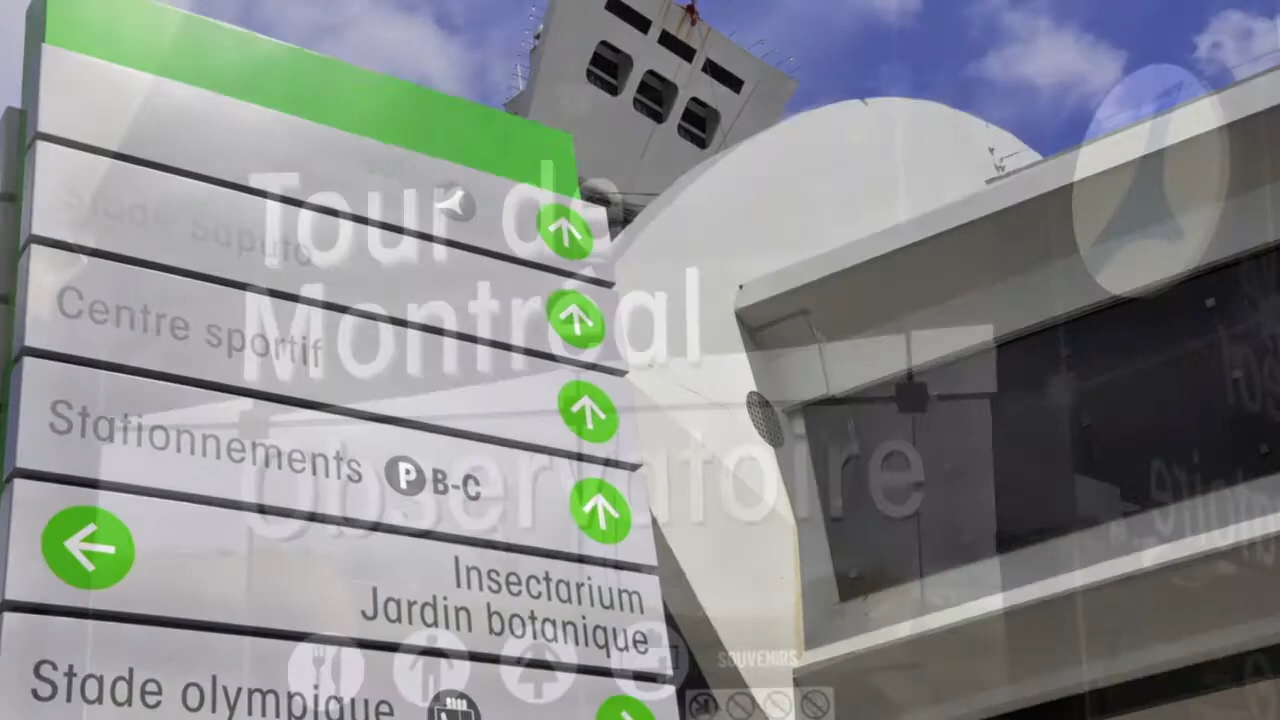 Tour de
Montréal
Observatoire
Stade Saputo
Centre sportif
Stationnements P B-C
Insectarium
Jardin botanique
Stade olympique
SOUVENIRS